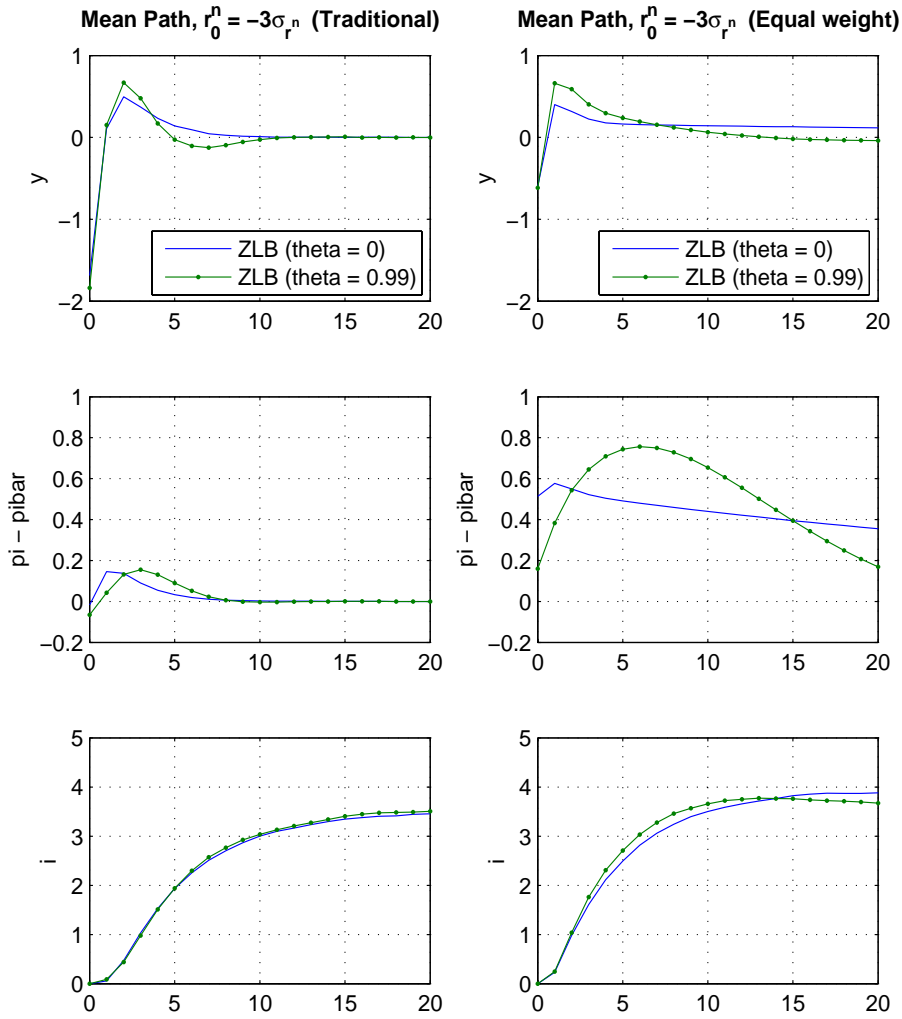 Mean Path, r_0^n = −3σ_{r^n} (Traditional)
1
0
−1
−2
y
ZLB (theta = 0)
ZLB (theta = 0.99)
0 5 10 15 20
Mean Path, r_0^n = −3σ_{r^n} (Equal weight)
1
0
−1
−2
y
ZLB (theta = 0)
ZLB (theta = 0.99)
0 5 10 15 20
1
0.8
0.6
0.4
0.2
0
−0.2
pi − pibar
0 5 10 15 20
1
0.8
0.6
0.4
0.2
0
−0.2
pi − pibar
0 5 10 15 20
5
4
3
2
1
0
i
0 5 10 15 20
5
4
3
2
1
0
i
0 5 10 15 20